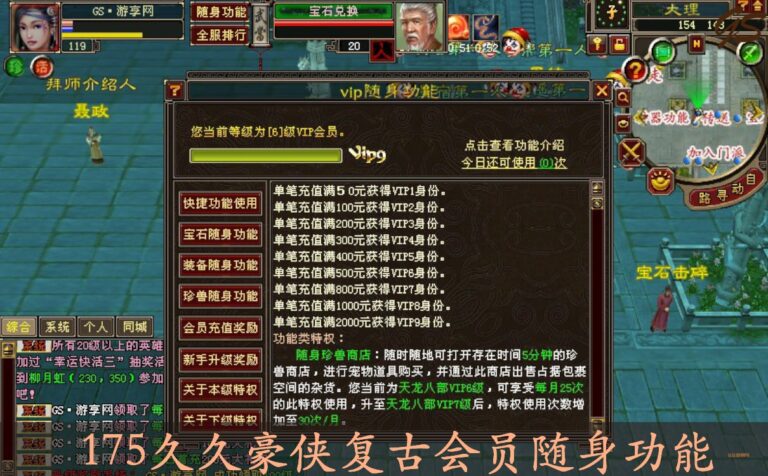 GS·游享网
119
随身功能
全服排行
武当
宝石兑换
20
大理
154
拜师介绍人
聂政
走
传送
加入门派
自动寻路
宝石击碎
vip随身功能
您当前等级为[6]级VIP会员。
Vip9
点击查看功能介绍
今日还可使用(0)次
快捷功能使用
宝石随身功能
装备随身功能
珍兽随身功能
会员充值奖励
新手升级奖励
关于本级特权
关于下级特权
单笔充值满50元获得VIP1身份。
单笔充值满100元获得VIP2身份。
单笔充值满200元获得VIP3身份。
单笔充值满300元获得VIP4身份。
单笔充值满400元获得VIP5身份。
单笔充值满500元获得VIP6身份。
单笔充值满800元获得VIP7身份。
单笔充值满1000元获得VIP8身份。
单笔充值满2000元获得VIP9身份。
功能类特权：
随身珍兽商店：随时随地可打开存在时间5分钟的珍
兽商店，进行宠物道具购买，并通过此商店出售占据包裹
空间的杂货。您当前为天龙八部VIP6级，可享受每月25次
的此特权使用，升至天龙八部VIP7级后，特权使用次数增
加至30次/月。
綜合 系统 个人 同城
所有20级以上的英雄
加过“幸运快活三”抽奖活
到柳月虹（230，350）参加
吧！
GS·游享网领取了每
175久久豪侠复古会员随身功能